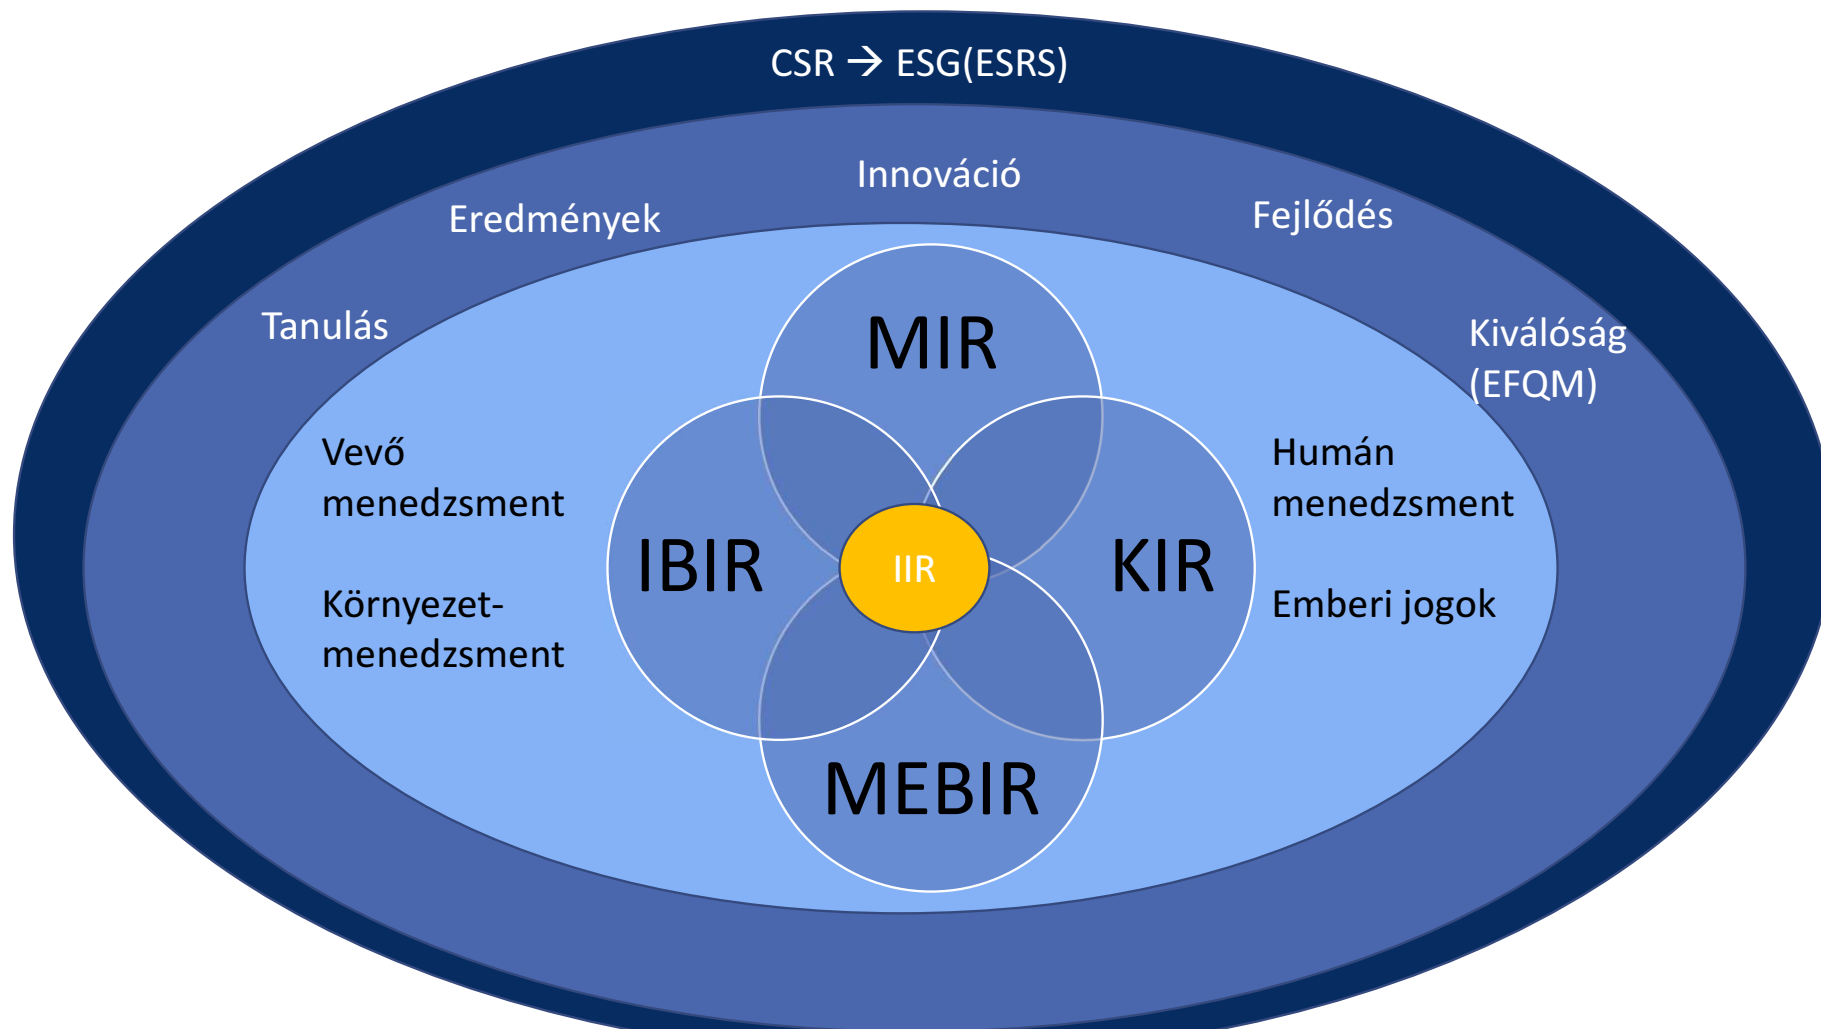 CSR → ESG(ESRS)
Innováció
Eredmények
Fejlődés
Tanulás
Kiválóság
(EFQM)
MIR
Vevő
menedzsment
Humán
menedzsment
IBIR
IIR
KIR
Környezet-
menedzsment
Emberi jogok
MEBIR